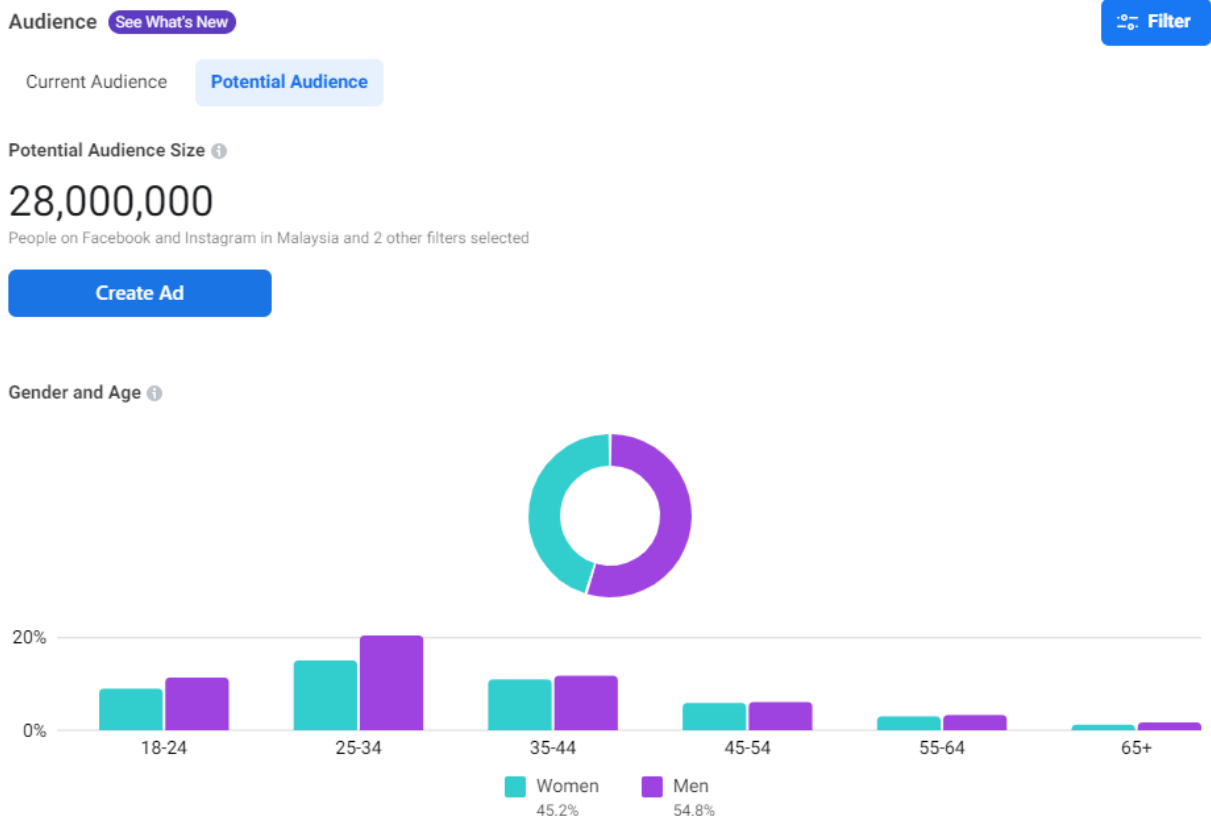 Audience See What's New
Filter
Current Audience Potential Audience
Potential Audience Size
28,000,000
People on Facebook and Instagram in Malaysia and 2 other filters selected
Create Ad
Gender and Age
20%
0%
18-24 25-34 35-44 45-54 55-64 65+
Women Men
45.2% 54.8%